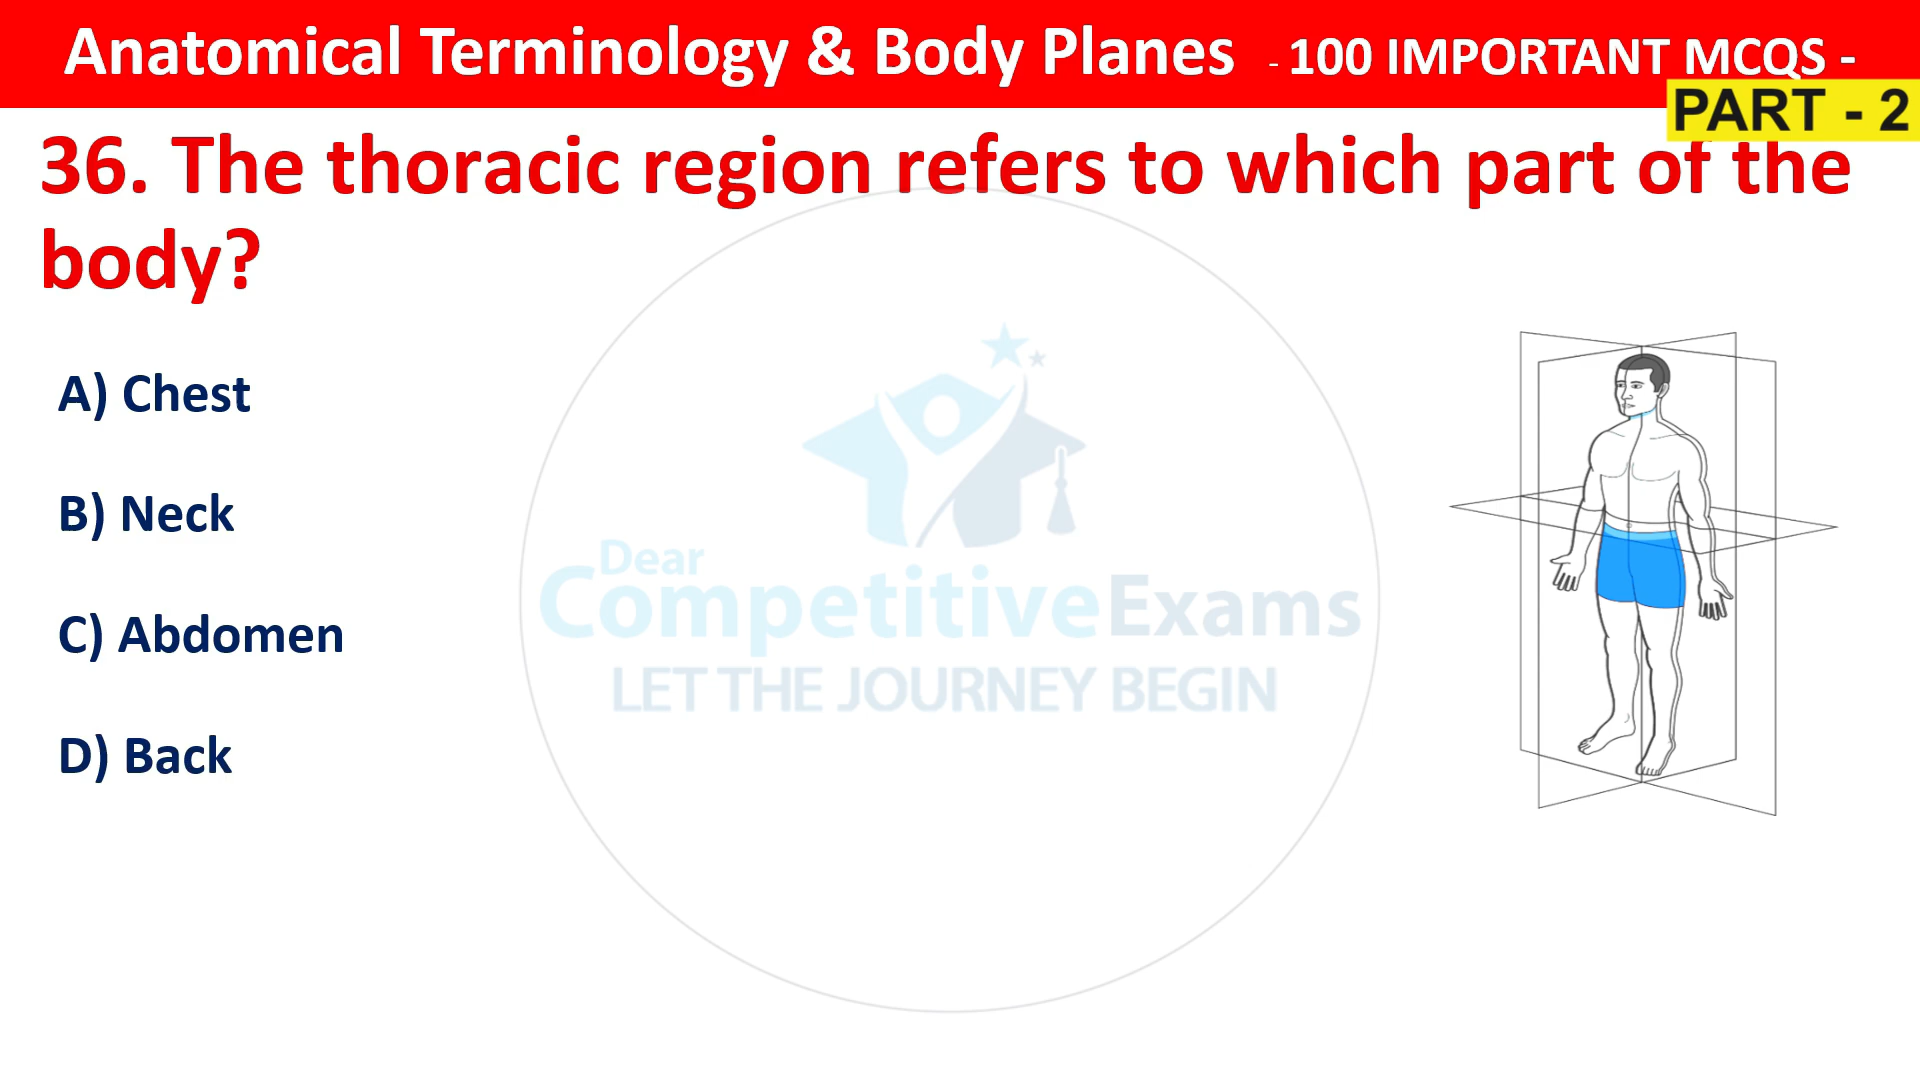 Anatomical Terminology & Body Planes - 100 IMPORTANT MCQS -
PART - 2
36. The thoracic region refers to which part of the
body?
A) Chest
B) Neck
C) Abdomen
D) Back
Dear
CompetitiveExams
LET THE JOURNEY BEGIN